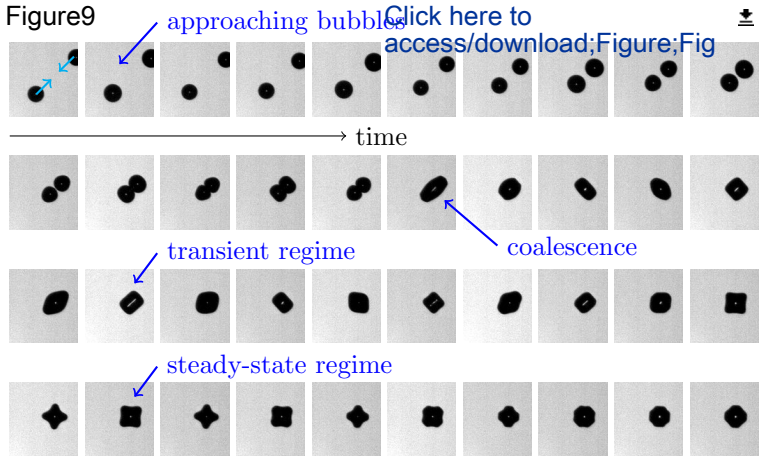 Figure9
Click here to
access/download;Figure;Fig
approaching bubbles
time
coalescence
transient regime
steady-state regime